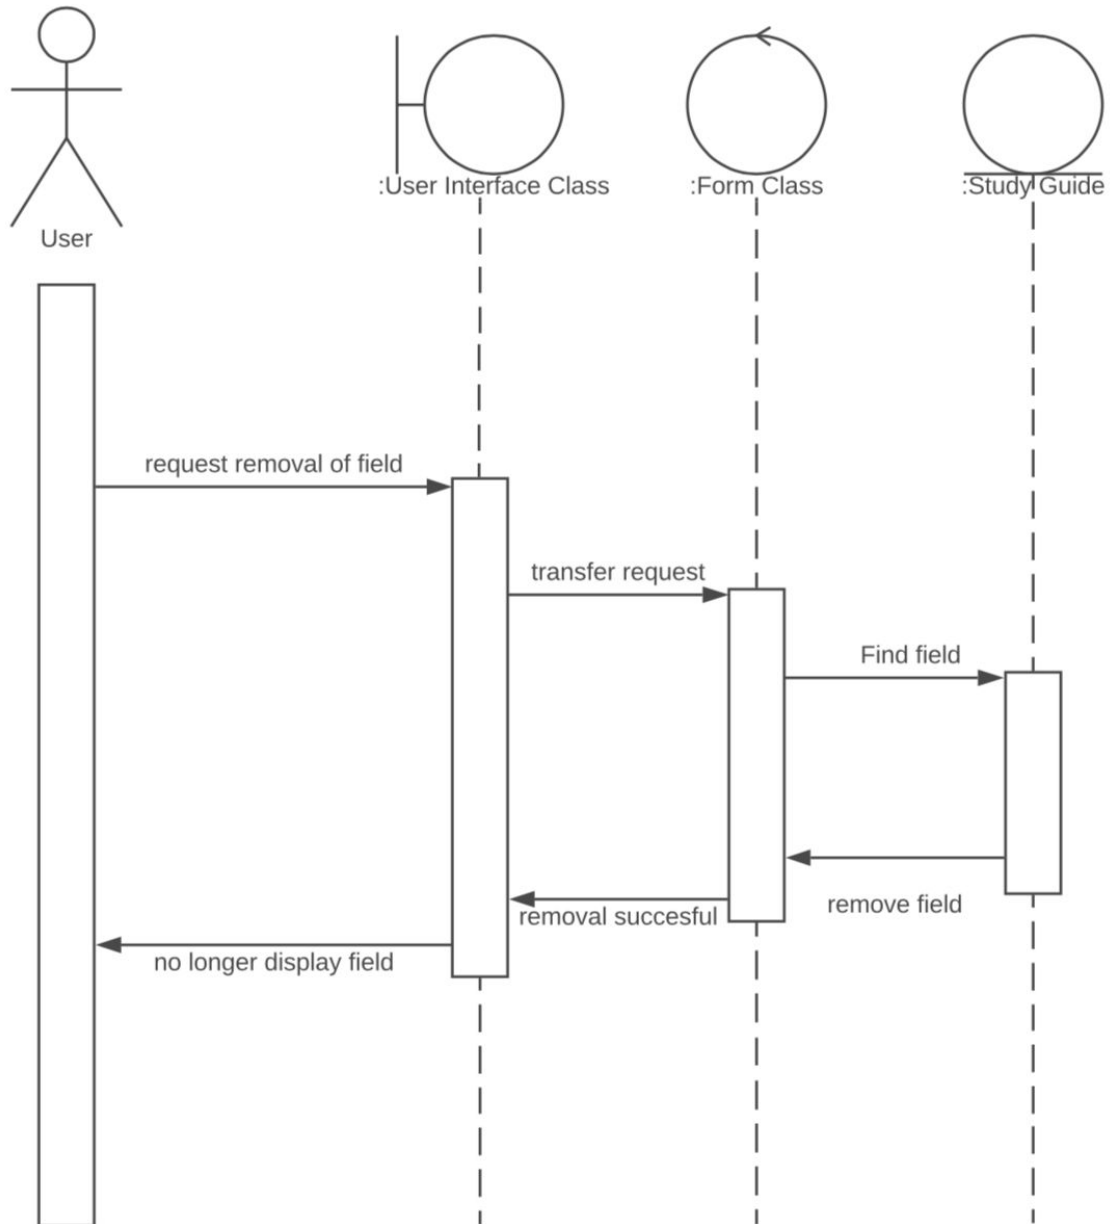 :User Interface Class
:Form Class
:Study Guide
User
request removal of field
transfer request
Find field
remove field
removal succesful
no longer display field